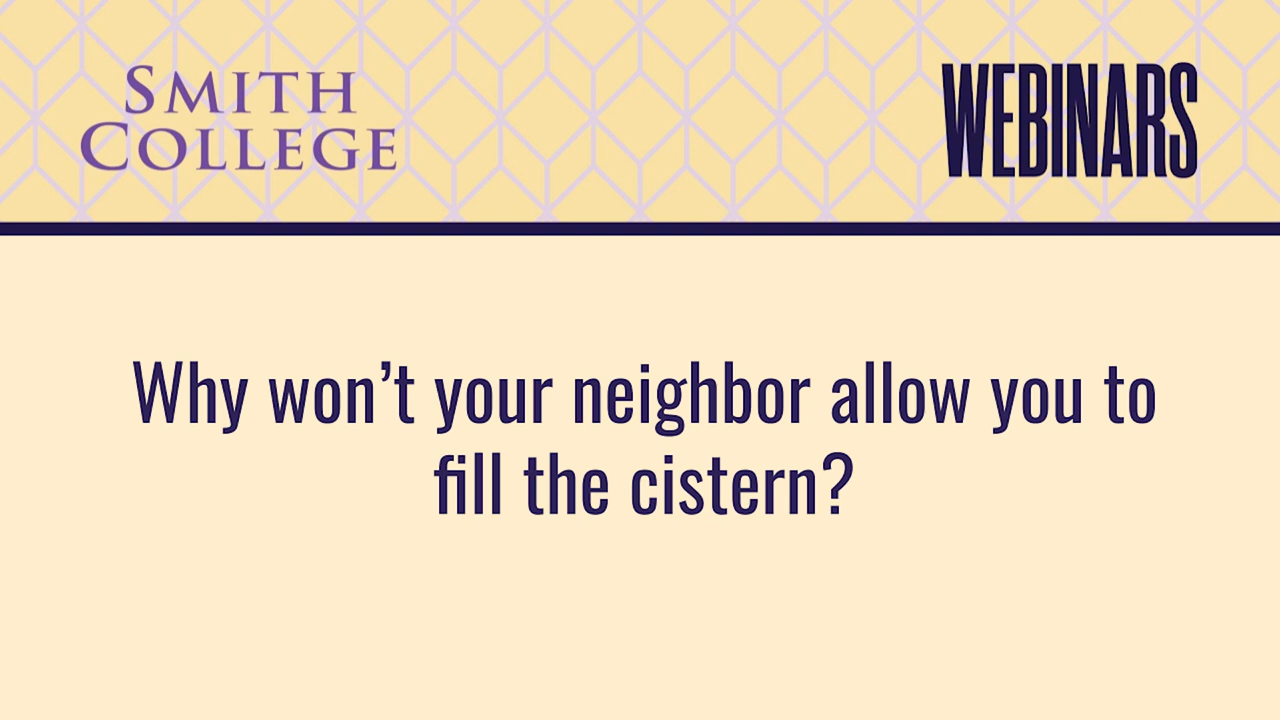 SMITH
COLLEGE
WEBINARS
Why won’t your neighbor allow you to
fill the cistern?